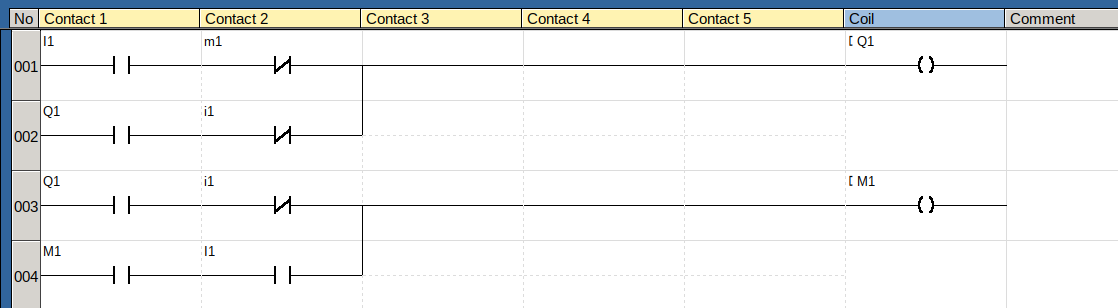 No Contact 1 Contact 2 Contact 3 Contact 4 Contact 5 Coil Comment
I1 m1 [ Q1
001
Q1 i1
002
Q1 i1 [ M1
003
M1 I1
004